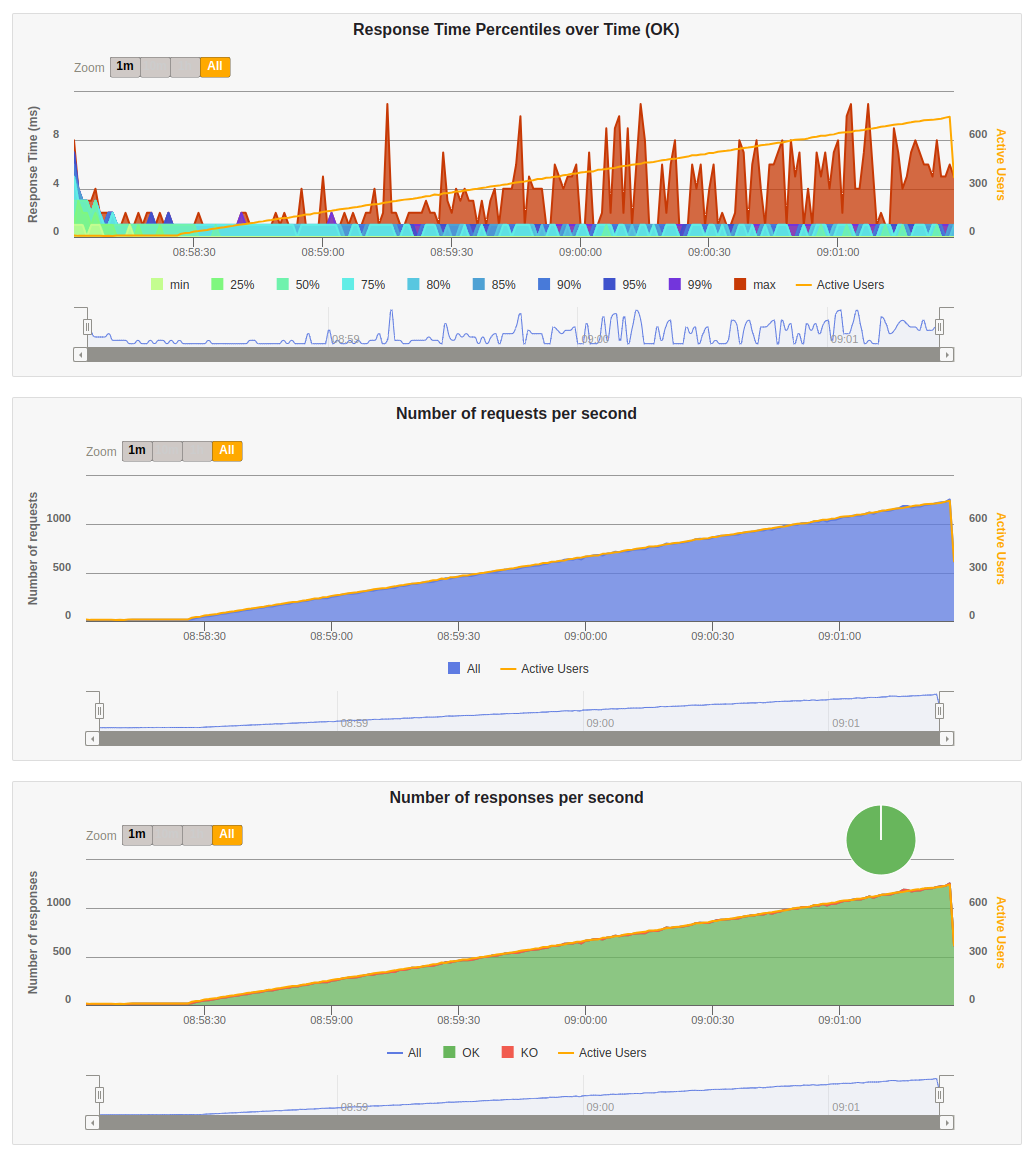 Response Time Percentiles over Time (OK)
Zoom 1m All
Response Time (ms)
8
4
0
600
300
0
Active Users
08:58:30 08:59:00 08:59:30 09:00:00 09:00:30 09:01:00
min 25% 50% 75% 80% 85% 90% 95% 99% max Active Users
08:59 09:00 09:01
Number of requests per second
Zoom 1m All
Number of requests
1000
500
0
600
300
0
Active Users
08:58:30 08:59:00 08:59:30 09:00:00 09:00:30 09:01:00
All Active Users
08:59 09:00 09:01
Number of responses per second
Zoom 1m All
Number of responses
1000
500
0
600
300
0
Active Users
08:58:30 08:59:00 08:59:30 09:00:00 09:00:30 09:01:00
All OK KO Active Users
08:59 09:00 09:01